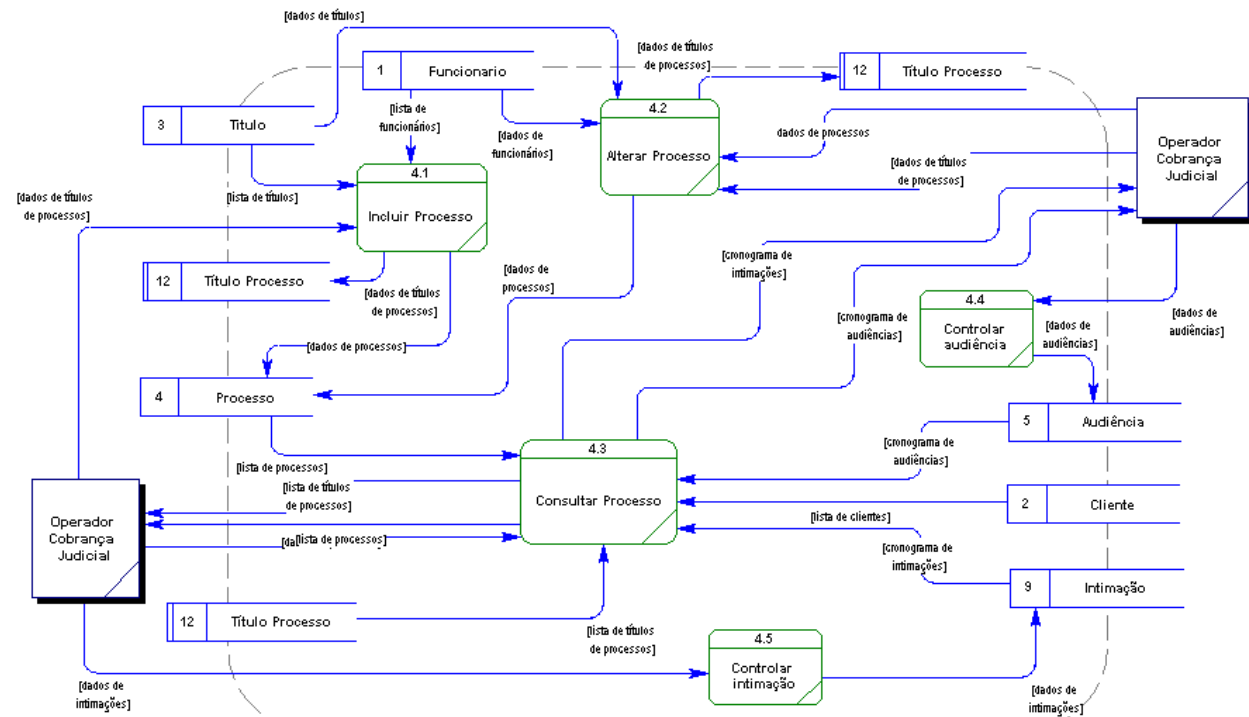 [dados de títulos]
1
Funcionario
[dados de títulos
de processos]
12
Título Processo
3
Título
[lista de
funcionários]
[dados de
funcionários]
4.2
Alterar Processo
dados de processos
[dados de títulos
de processos]
Operador
Cobrança
Judicial
4.1
Incluir Processo
[lista de títulos]
[dados de títulos
de processos]
12
Título Processo
[dados de títulos
de processos]
[dados de
processos]
[cronograma de
intimações]
[cronograma de
audiências]
4.4
Controlar
audiência
[dados de
audiências]
[dados de
audiências]
[dados de processos]
4
Processo
5
Audiência
[cronograma de
audiências]
4.3
Consultar Processo
[lista de processos]
[lista de títulos
de processos]
2
Cliente
[lista de clientes]
Operador
Cobrança
Judicial
[lista de processos]
[cronograma de
intimações]
9
Intimação
12
Título Processo
[lista de títulos
de processos]
4.5
Controlar
intimação
[dados de
intimações]
[dados de
intimações]